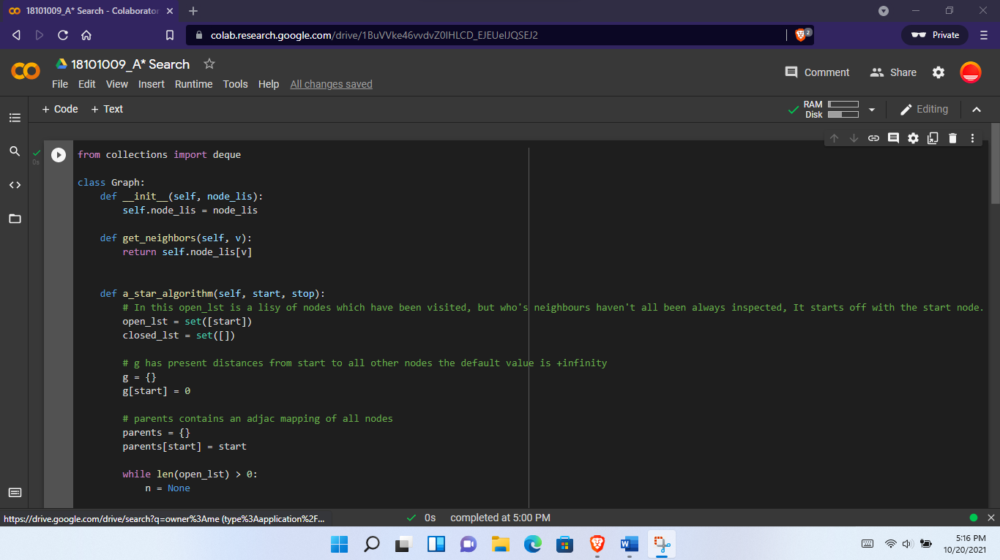 18101009_A* Search - Colaborator
colab.research.google.com/drive/1BuVVke46vvdvZ0IHLCD_EJEUelJQSEJ2
2
Private
18101009_A* Search
File Edit View Insert Runtime Tools Help All changes saved
Comment
Share
+ Code + Text
RAM
Disk
Editing
0s
from collections import deque
class Graph:
def __init__(self, node_lis):
self.node_lis = node_lis
def get_neighbors(self, v):
return self.node_lis[v]
def a_star_algorithm(self, start, stop):
# In this open_lst is a lisy of nodes which have been visited, but who's neighbours haven't all been always inspected, It starts off with the start node.
open_lst = set([start])
closed_lst = set([])
# g has present distances from start to all other nodes the default value is +infinity
g = {}
g[start] = 0
# parents contains an adjac mapping of all nodes
parents = {}
parents[start] = start
while len(open_lst) > 0:
n = None
https://drive.google.com/drive/search?q=owner%3Ame (type%3Aapplication%2F...
0s completed at 5:00 PM
5:16 PM
10/20/2021